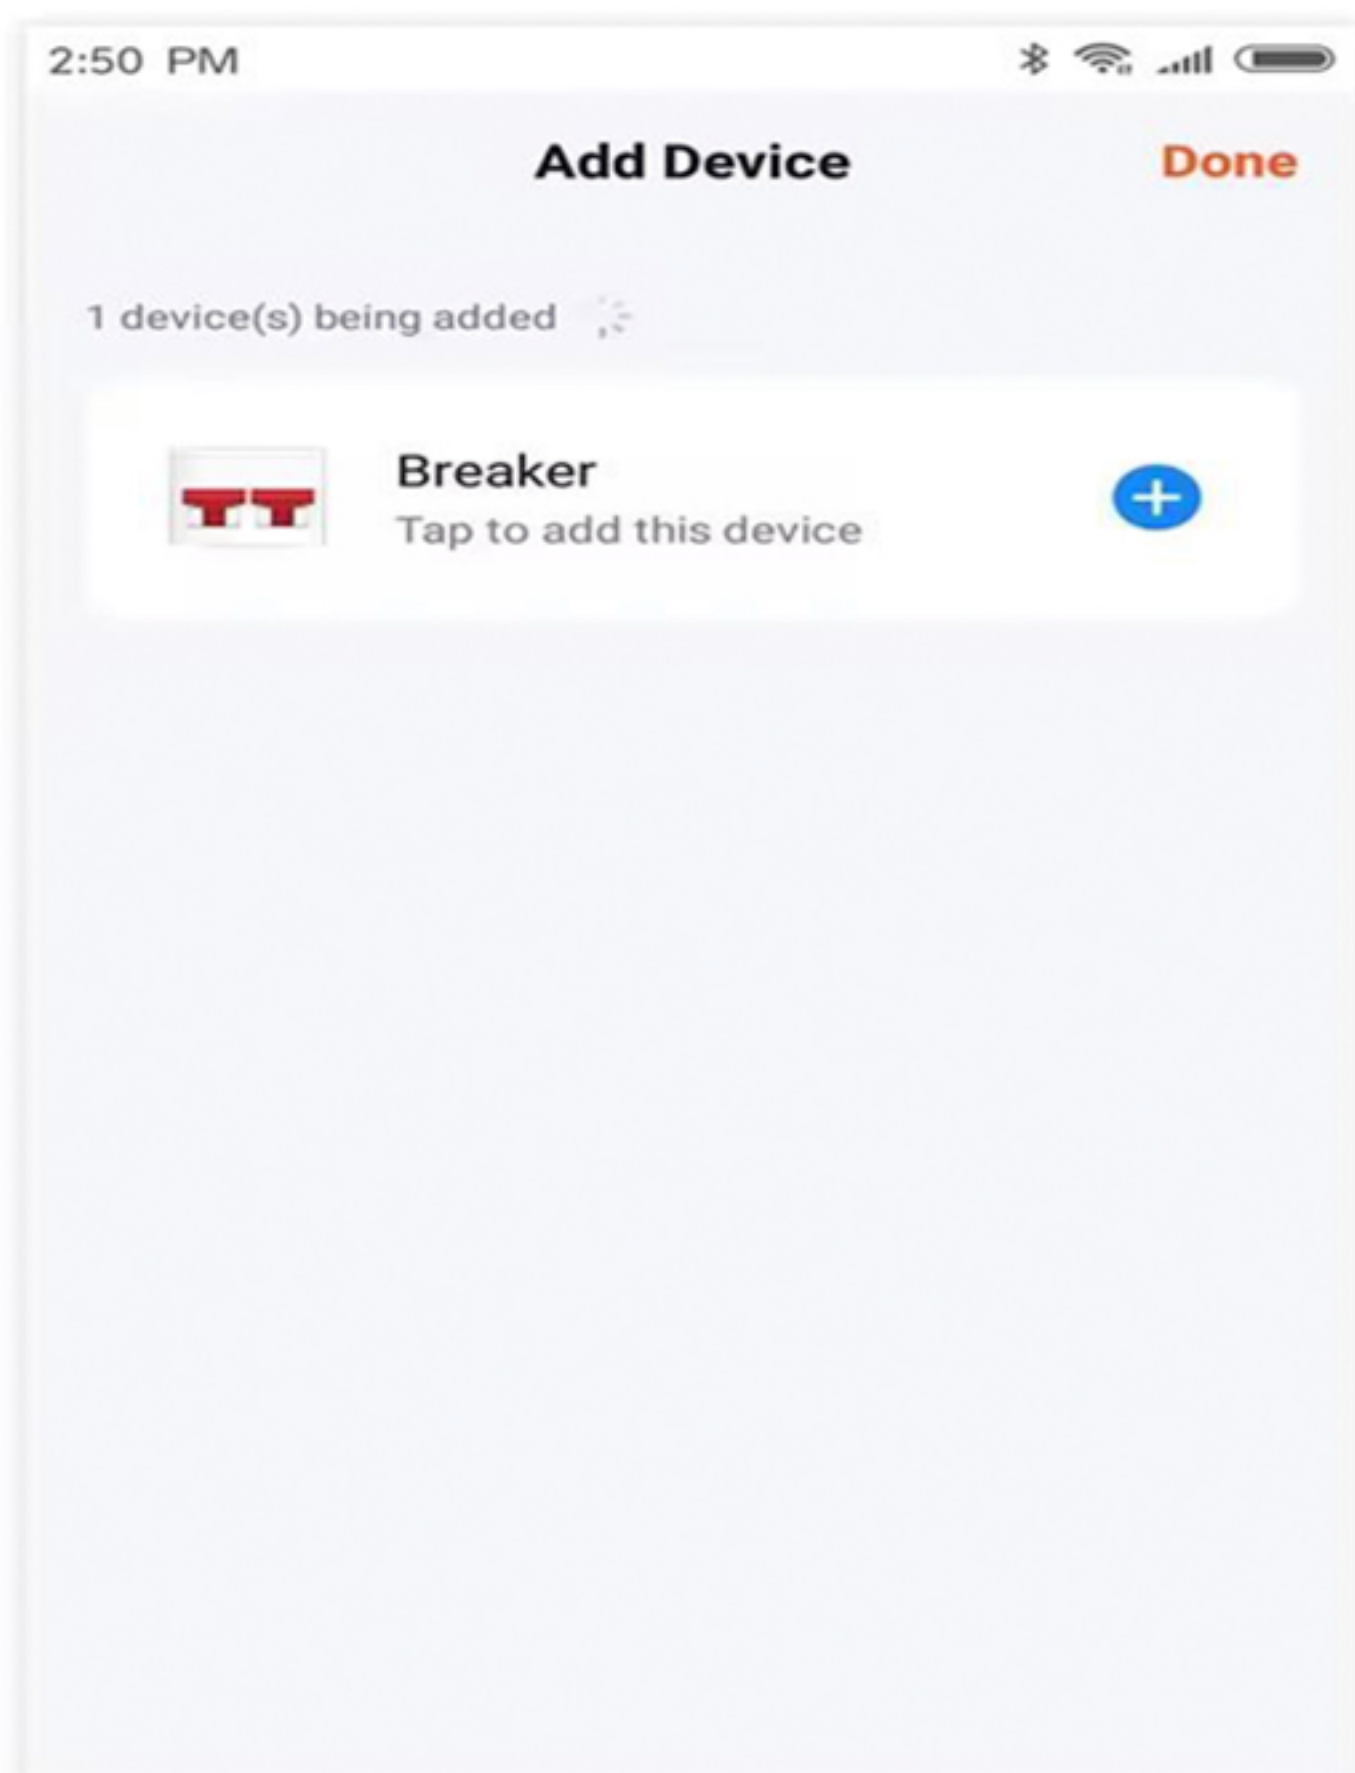 2:50 PM
Add Device
Done
1 device(s) being added
Breaker
Tap to add this device